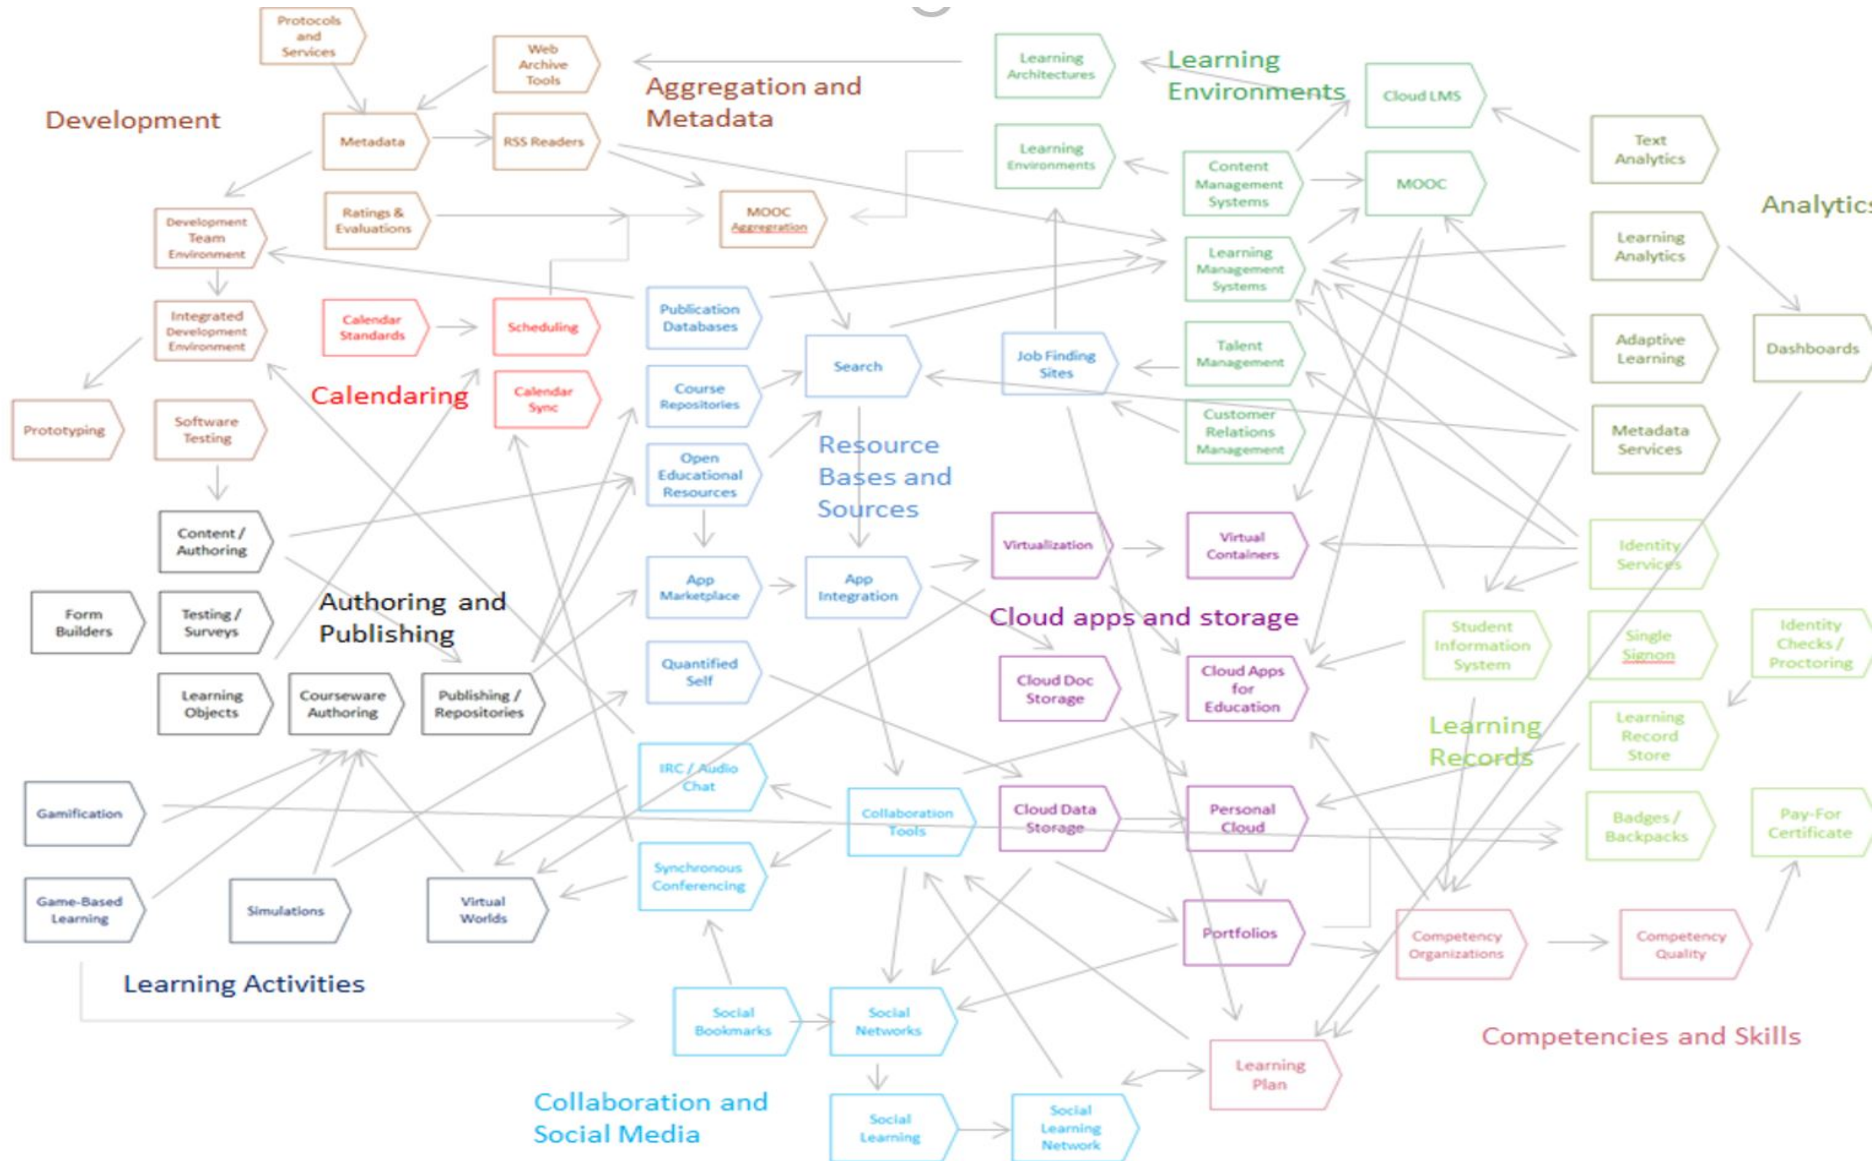 Protocols
and
Services
Web
Archive
Tools
Aggregation and
Metadata
Learning
Architectures
Learning
Environments
Cloud LMS
Development
Metadata
RSS Readers
Learning
Environments
Content
Management
Systems
MOOC
Text
Analytics
Analytics
Development
Team
Environment
Ratings &
Evaluations
MOOC
Aggregration
Learning
Management
Systems
Learning
Analytics
Integrated
Development
Environment
Calendar
Standards
Scheduling
Publication
Databases
Search
Job Finding
Sites
Talent
Management
Adaptive
Learning
Dashboards
Calendaring
Calendar
Sync
Course
Repositories
Prototyping
Software
Testing
Customer
Relations
Management
Metadata
Services
Open
Educational
Resources
Resource
Bases and
Sources
Content /
Authoring
Virtualization
Virtual
Containers
Identity
Services
App
Marketplace
App
Integration
Form
Builders
Testing /
Surveys
Authoring and
Publishing
Cloud apps and storage
Student
Information
System
Single
Signon
Identity
Checks /
Proctoring
Learning
Objects
Courseware
Authoring
Publishing /
Repositories
Quantified
Self
Cloud Doc
Storage
Cloud Apps
for
Education
Learning
Records
Learning
Record
Store
IRC / Audio
Chat
Gamification
Collaboration
Tools
Cloud Data
Storage
Personal
Cloud
Badges /
Backpacks
Pay-For
Certificate
Synchronous
Conferencing
Game-Based
Learning
Simulations
Virtual
Worlds
Portfolios
Competency
Organizations
Competency
Quality
Learning Activities
Social
Bookmarks
Social
Networks
Competencies and Skills
Learning
Plan
Collaboration and
Social Media
Social
Learning
Social
Learning
Network